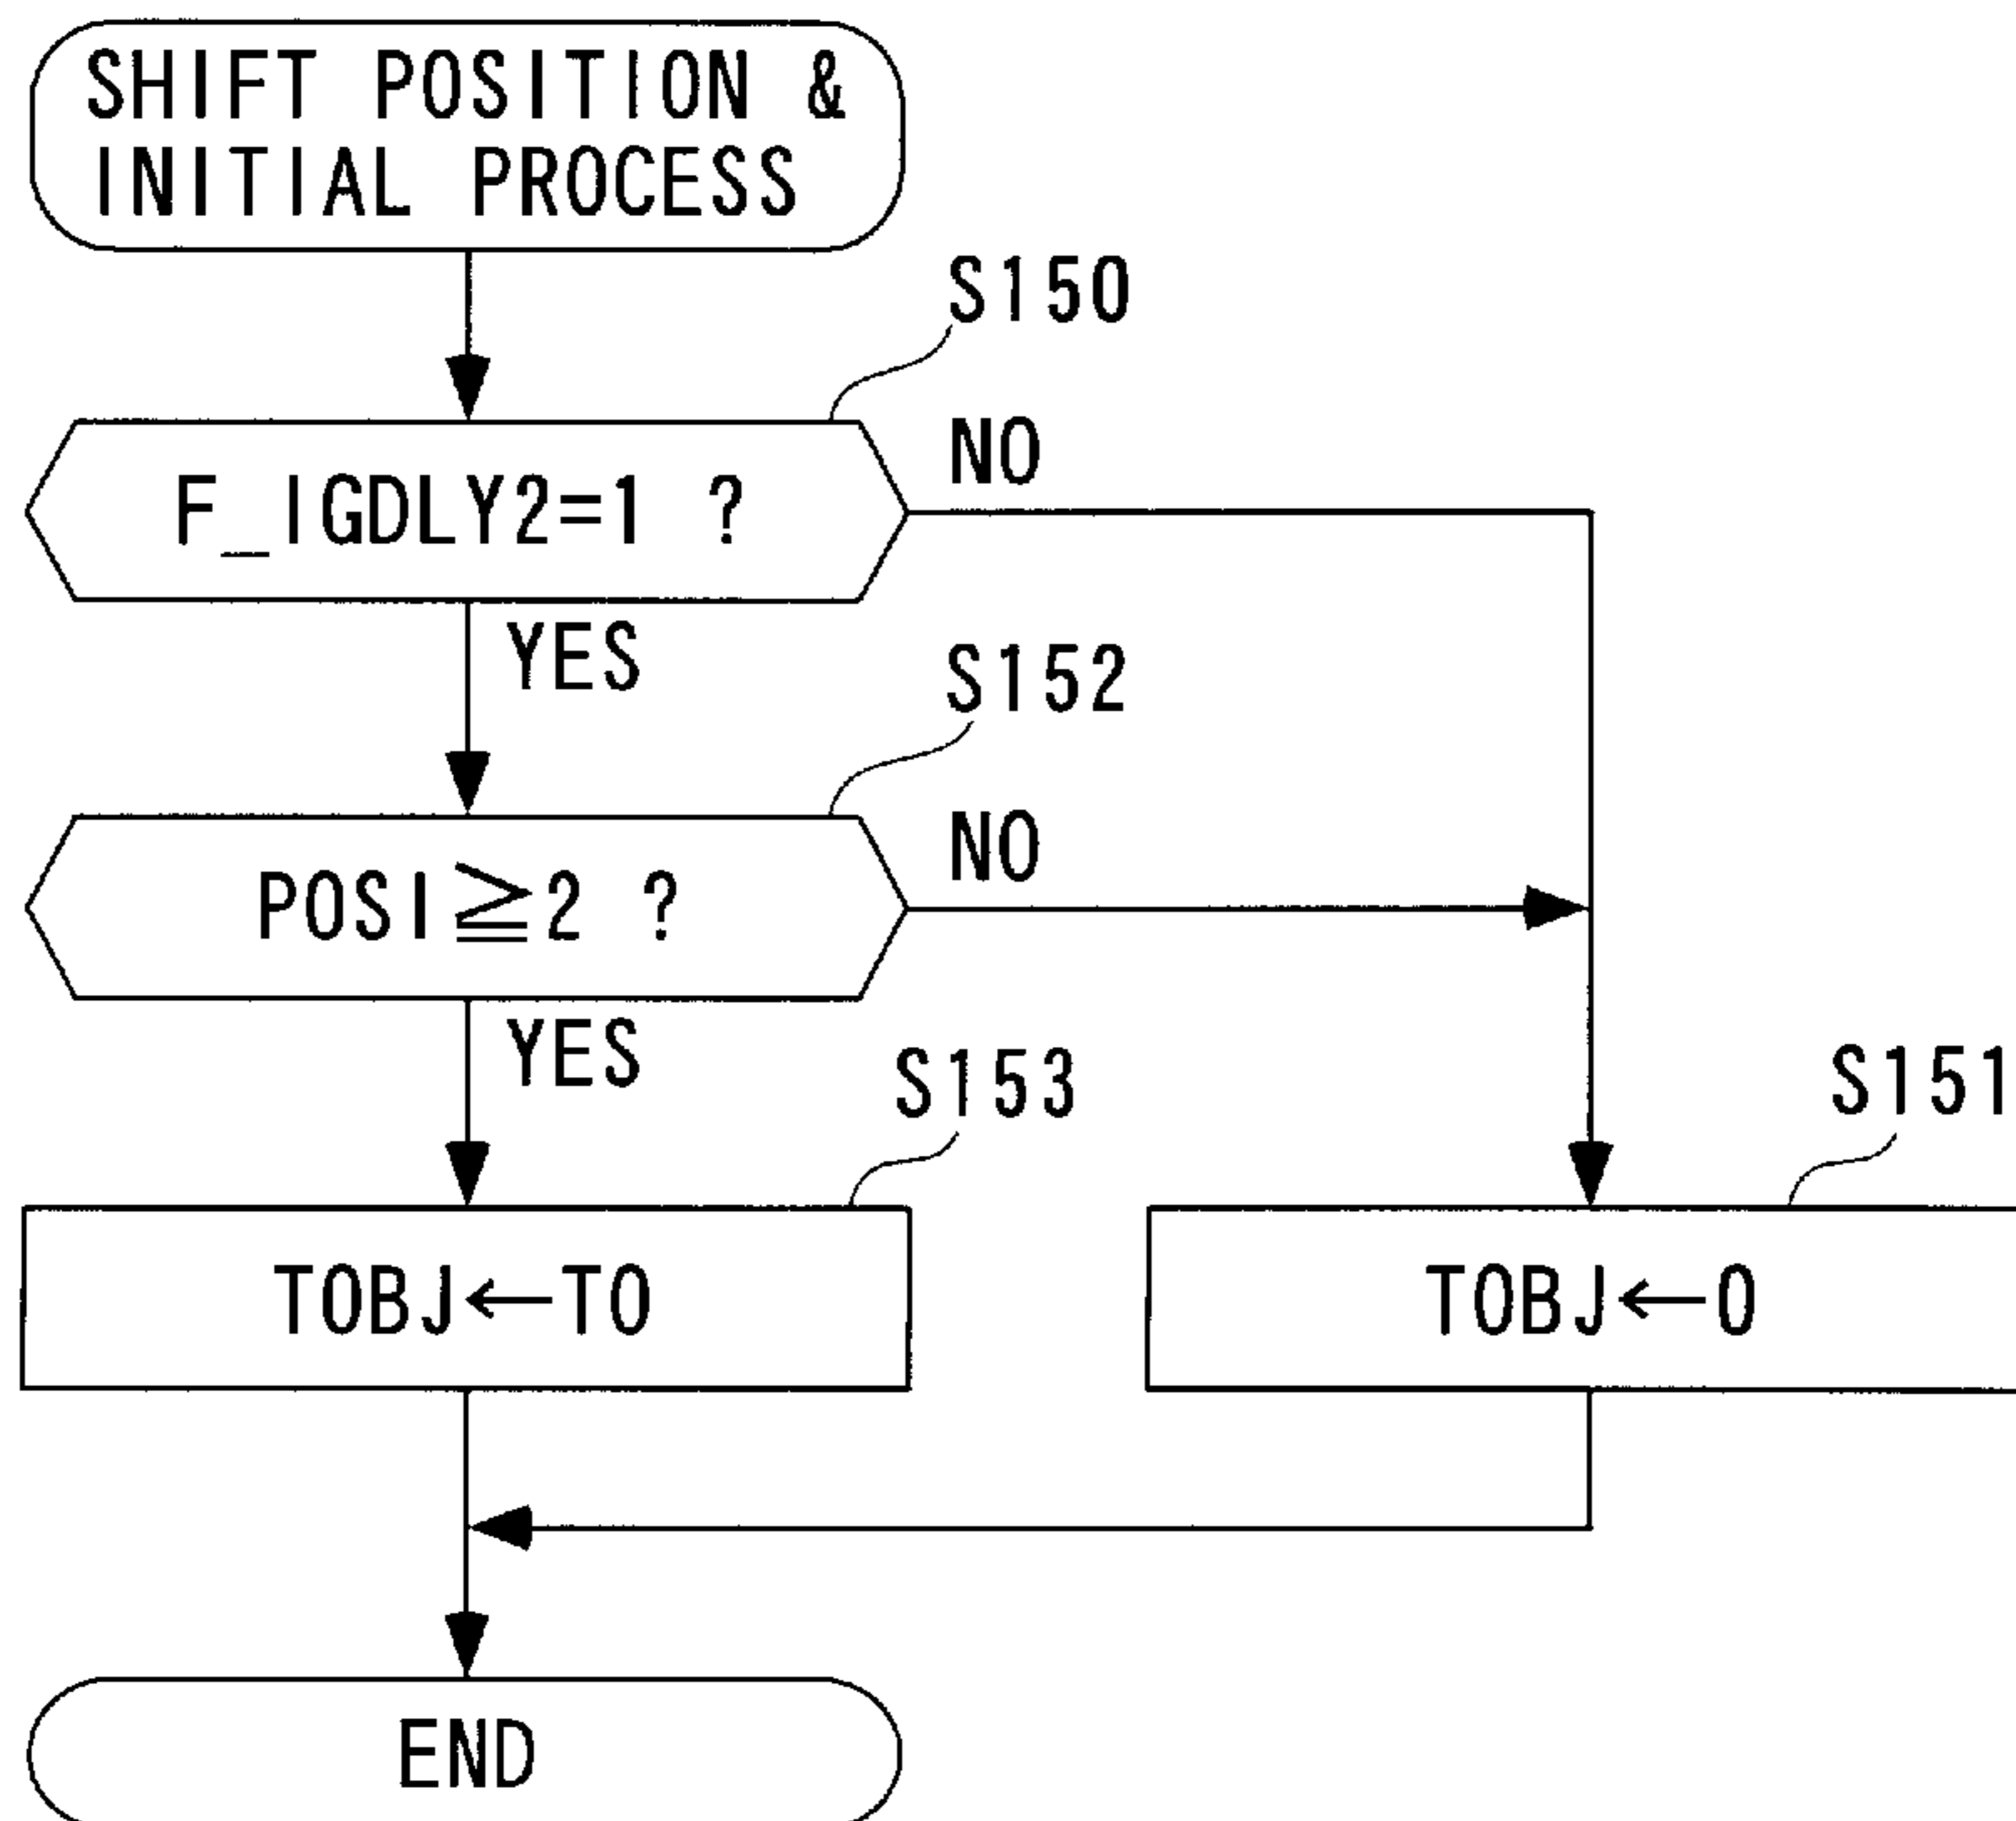 SHIFT POSITION &
INITIAL PROCESS
S150
F_IGDLY2=1 ?
NO
YES
S152
POSI≧2 ?
NO
YES
S153
S151
TOBJ←TO
TOBJ←0
END